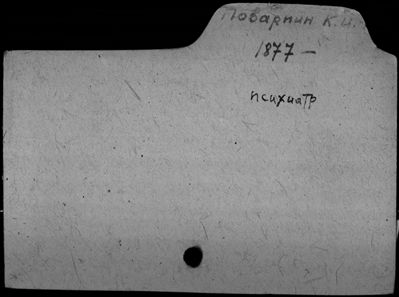 Поварнин К.И.
1877 —
психиатр